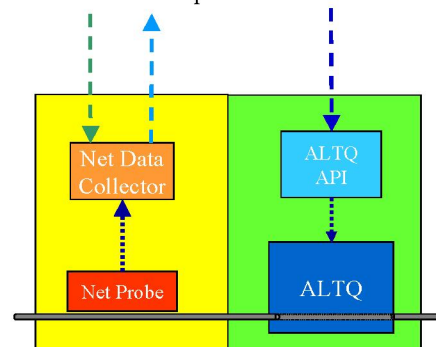 Net Data
Collector
ALTQ
API
Net Probe
ALTQ